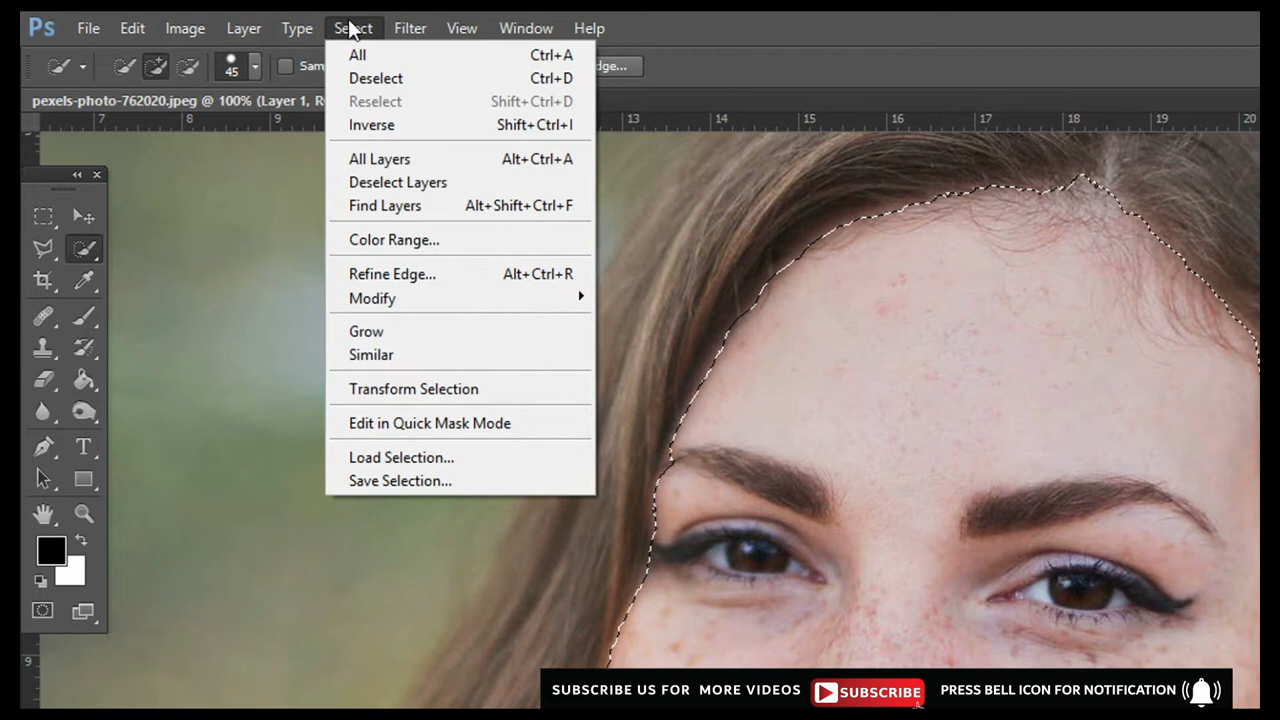 Ps File Edit Image Layer Type Select Filter View Window Help
45 Sam dge...
pexels-photo-762020.jpeg @ 100% (Layer 1, R
7 8 9 13 14 15 16 17 18 19 20
All Ctrl+A
Deselect Ctrl+D
Reselect Shift+Ctrl+D
Inverse Shift+Ctrl+I
All Layers Alt+Ctrl+A
Deselect Layers
Find Layers Alt+Shift+Ctrl+F
Color Range...
Refine Edge... Alt+Ctrl+R
Modify
Grow
Similar
Transform Selection
Edit in Quick Mask Mode
Load Selection...
Save Selection...
T
9
SUBSCRIBE US FOR MORE VIDEOS SUBSCRIBE PRESS BELL ICON FOR NOTIFICATION